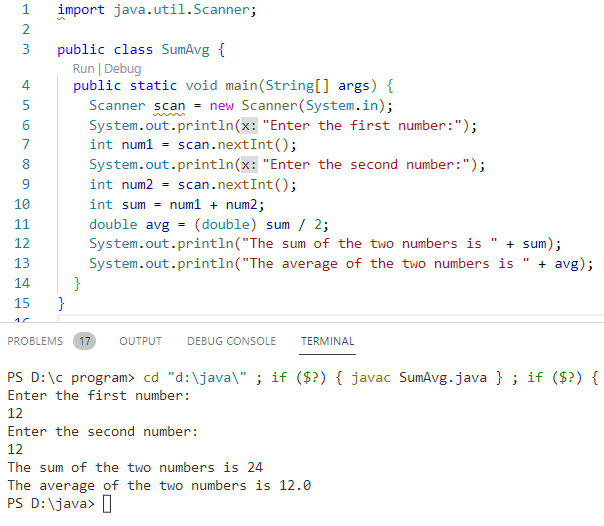 1 import java.util.Scanner;
2
3 public class SumAvg {
Run | Debug
4 public static void main(String[] args) {
5 Scanner scan = new Scanner(System.in);
6 System.out.println(x: "Enter the first number:");
7 int num1 = scan.nextInt();
8 System.out.println(x: "Enter the second number:");
9 int num2 = scan.nextInt();
10 int sum = num1 + num2;
11 double avg = (double) sum / 2;
12 System.out.println("The sum of the two numbers is " + sum);
13 System.out.println("The average of the two numbers is " + avg);
14 }
15 }
16
PROBLEMS 17 OUTPUT DEBUG CONSOLE TERMINAL
PS D:\c program> cd "d:\java\" ; if ($?) { javac SumAvg.java } ; if ($?) {
Enter the first number:
12
Enter the second number:
12
The sum of the two numbers is 24
The average of the two numbers is 12.0
PS D:\java>